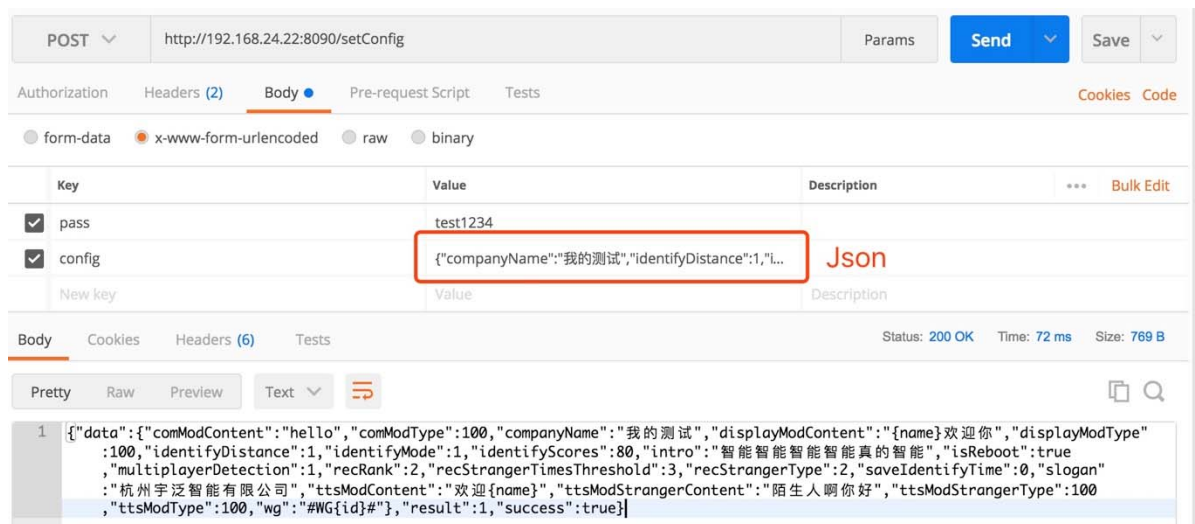 POST http://192.168.24.22:8090/setConfig Params Send Save
Authorization Headers (2) Body Pre-request Script Tests Cookies Code
form-data x-www-form-urlencoded raw binary
Key Value Description ••• Bulk Edit
pass test1234
config {"companyName":"我的测试","identifyDistance":1,"i... Json
New key Value Description
Body Cookies Headers (6) Tests Status: 200 OK Time: 72 ms Size: 769 B
Pretty Raw Preview Text
1 {"data":{"comModContent":"hello","comModType":100,"companyName":"我的测试","displayModContent":"{name}欢迎你","displayModType"
:100,"identifyDistance":1,"identifyMode":1,"identifyScores":80,"intro":"智能智能智能智能真的智能","isReboot":true
,"multiplayerDetection":1,"recRank":2,"recStrangerTimesThreshold":3,"recStrangerType":2,"saveIdentifyTime":0,"slogan"
:"杭州宇泛智能有限公司","ttsModContent":"欢迎{name}","ttsModStrangerContent":"陌生人啊你好","ttsModStrangerType":100
,"ttsModType":100,"wg":"#WG{id}#"},"result":1,"success":true}